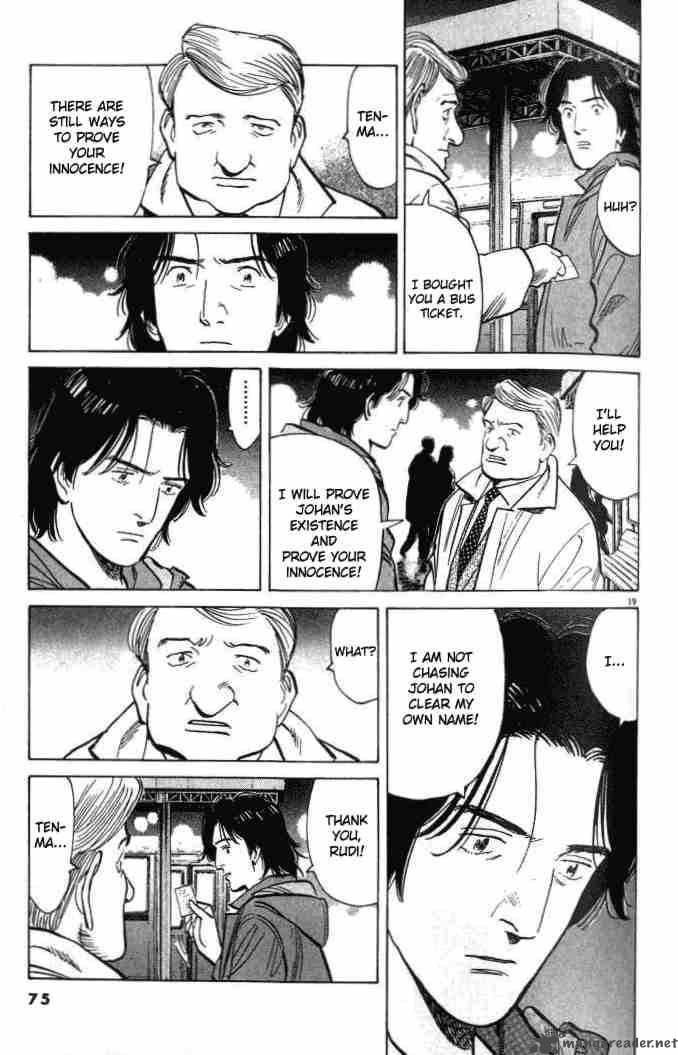 HUH?
I BOUGHT
YOU A BUS
TICKET.
TEN-
MA...
THERE ARE
STILL WAYS
TO PROVE
YOUR
INNOCENCE!
I'LL
HELP
YOU!
I WILL PROVE
JOHAN'S
EXISTENCE
AND
PROVE YOUR
INNOCENCE!
.........
19
I...
I AM NOT
CHASING
JOHAN TO
CLEAR MY
OWN NAME!
WHAT?
THANK
YOU,
RUDI!
TEN-
MA...
75
mangareader.net